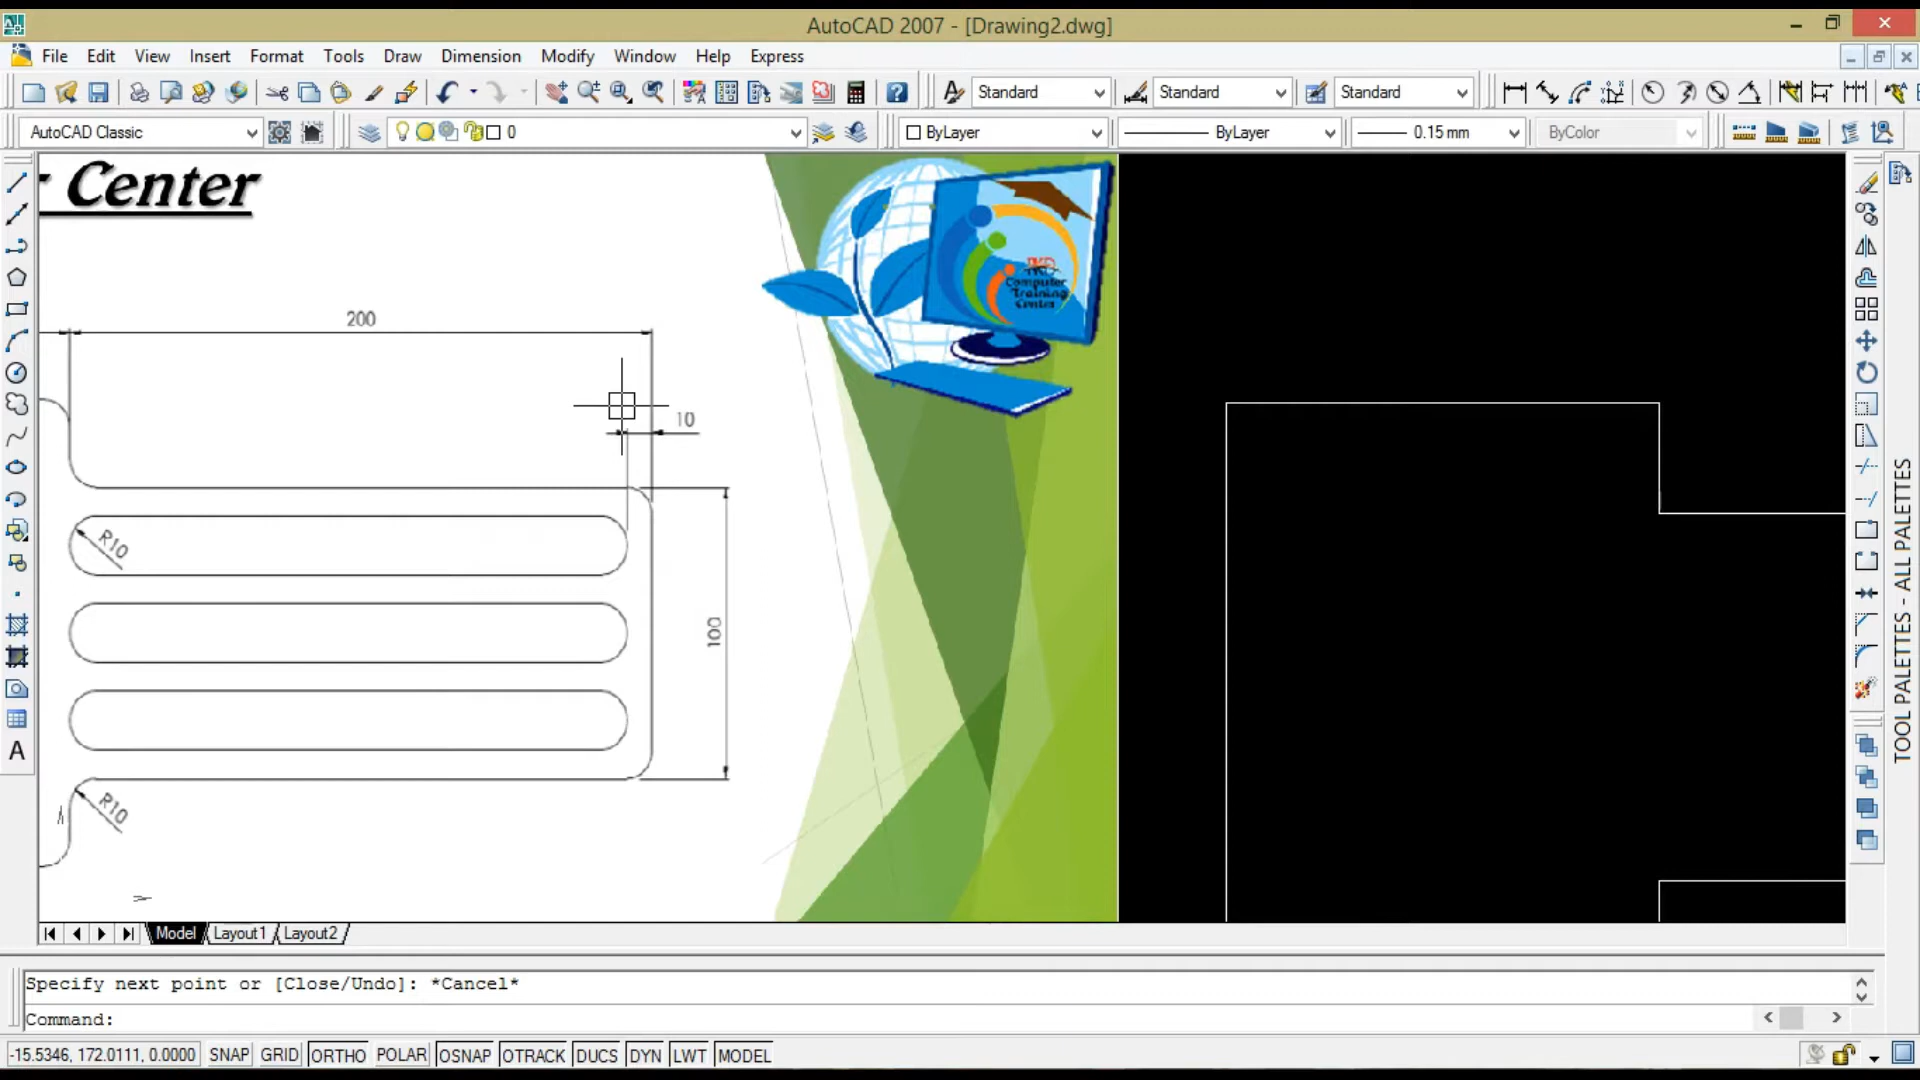 AutoCAD 2007 - [Drawing2.dwg]
File Edit View Insert Format Tools Draw Dimension Modify Window Help Express
Standard Standard Standard
AutoCAD Classic 0 ByLayer ByLayer 0.15 mm ByColor
r Center
Computer
Training
Center
200
10
R10
100
R10
TOOL PALETTES - ALL PALETTES
A
Model Layout1 Layout2
Specify next point or [Close/Undo]: *Cancel*
Command:
-15.5346, 172.0111, 0.0000 SNAP GRID ORTHO POLAR OSNAP OTRACK DUCS DYN LWT MODEL